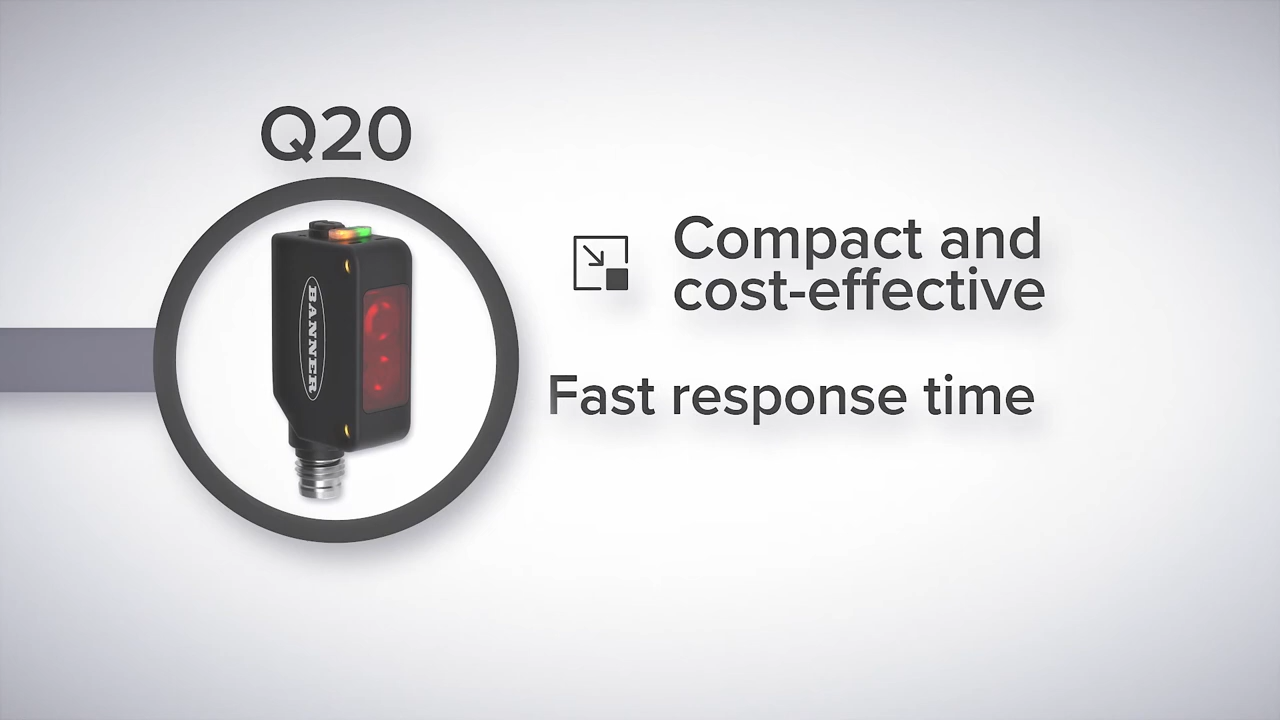 Q20
BANNER
Compact and
cost-effective
Fast response time